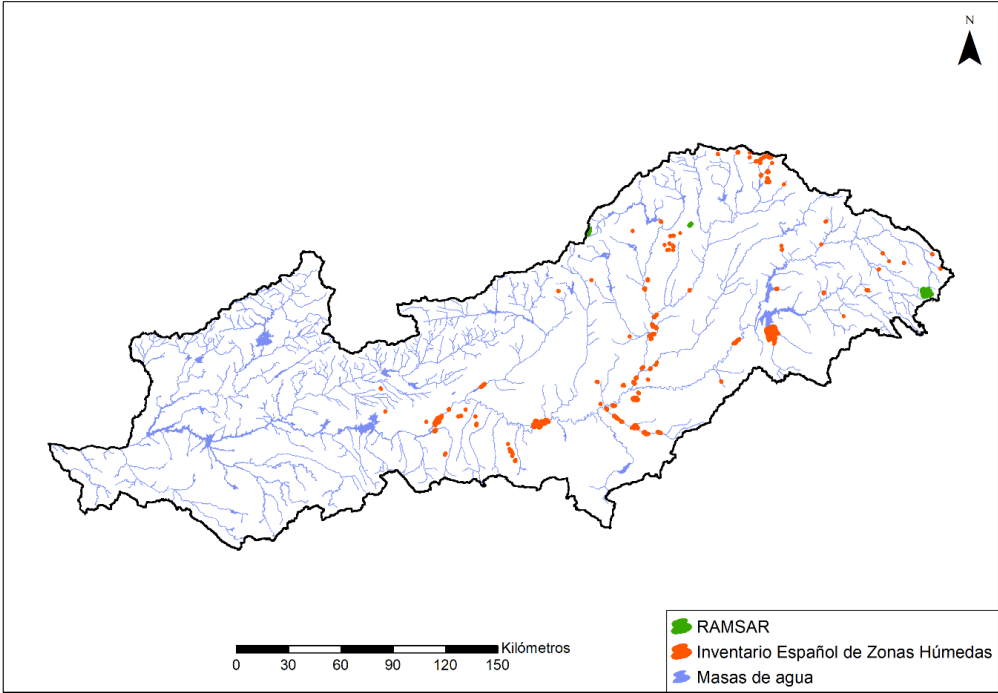 N
Kilómetros
0 30 60 90 120 150
RAMSAR
Inventario Español de Zonas Húmedas
Masas de agua